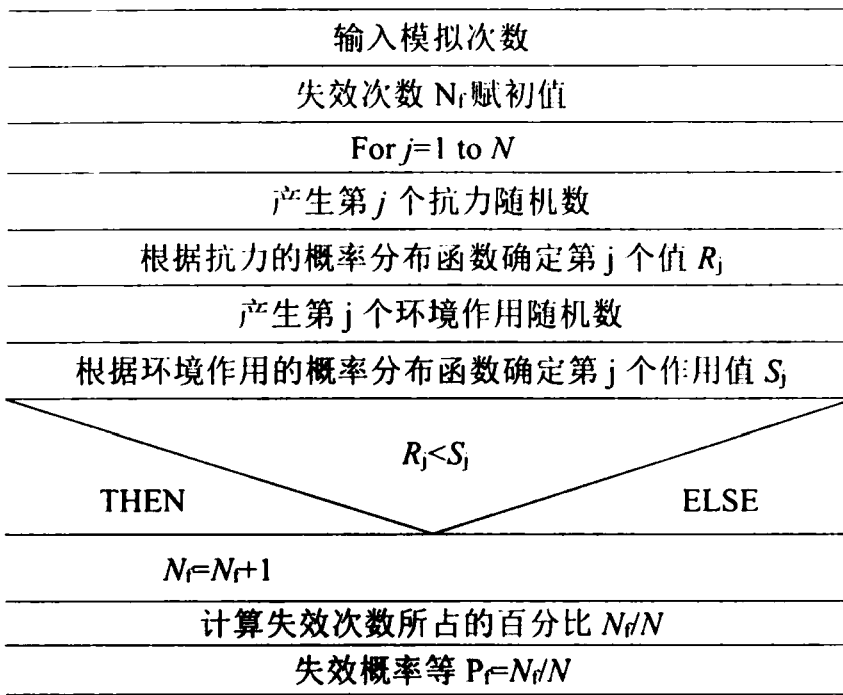 输入模拟次数
失效次数 Nf赋初值
For j=1 to N
产生第 j 个抗力随机数
根据抗力的概率分布函数确定第 j 个值 Rj
产生第 j 个环境作用随机数
根据环境作用的概率分布函数确定第 j 个作用值 Sj
Rj<Sj
THEN ELSE
Nf=Nf+1
计算失效次数所占的百分比 Nf/N
失效概率等 Pf=Nf/N